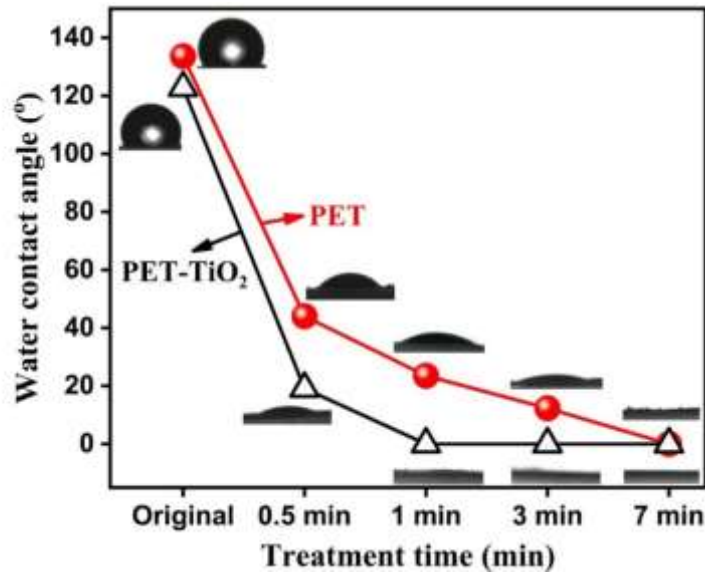 Water contact angle (°)
140
120
100
80
60
40
20
0
PET
PET-TiO₂
Original 0.5 min 1 min 3 min 7 min
Treatment time (min)